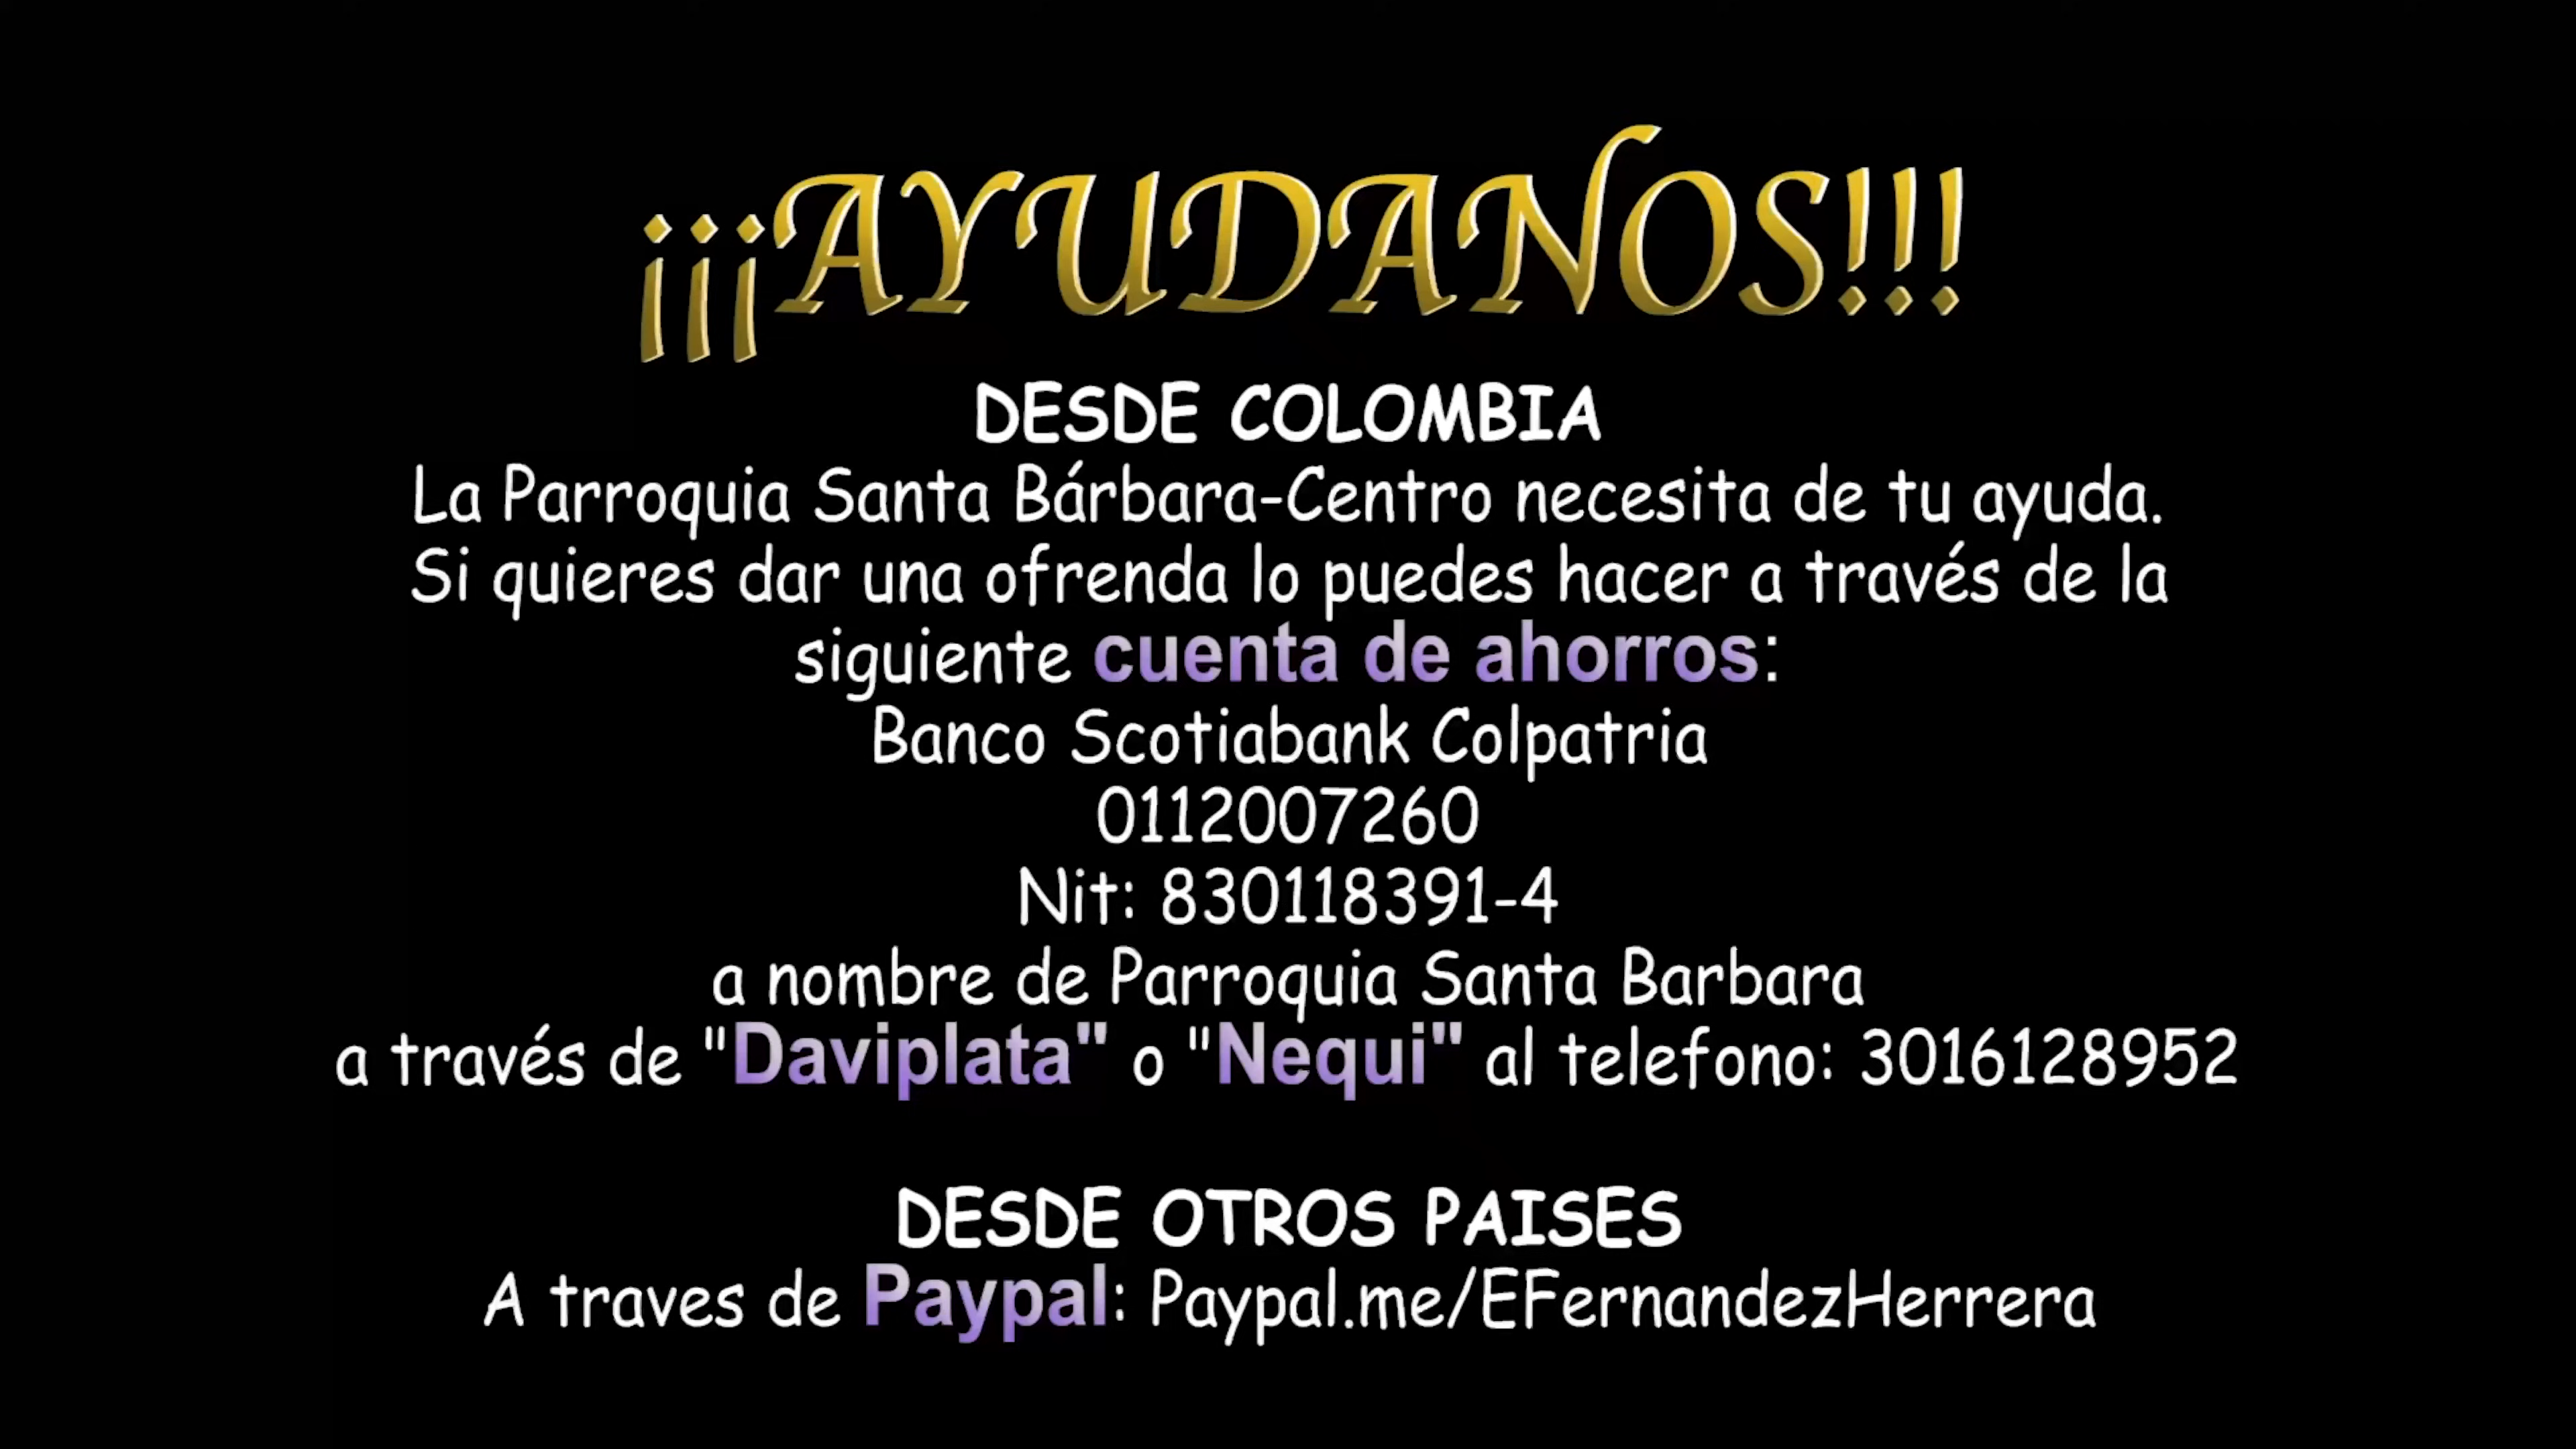 ¡¡¡AYUDANOS!!!
DESDE COLOMBIA
La Parroquia Santa Bárbara-Centro necesita de tu ayuda.
Si quieres dar una ofrenda lo puedes hacer a través de la
siguiente cuenta de ahorros:
Banco Scotiabank Colpatria
0112007260
Nit: 830118391-4
a nombre de Parroquia Santa Barbara
a través de "Daviplata" o "Nequi" al telefono: 3016128952
DESDE OTROS PAISES
A traves de Paypal: Paypal.me/EFernandezHerrera